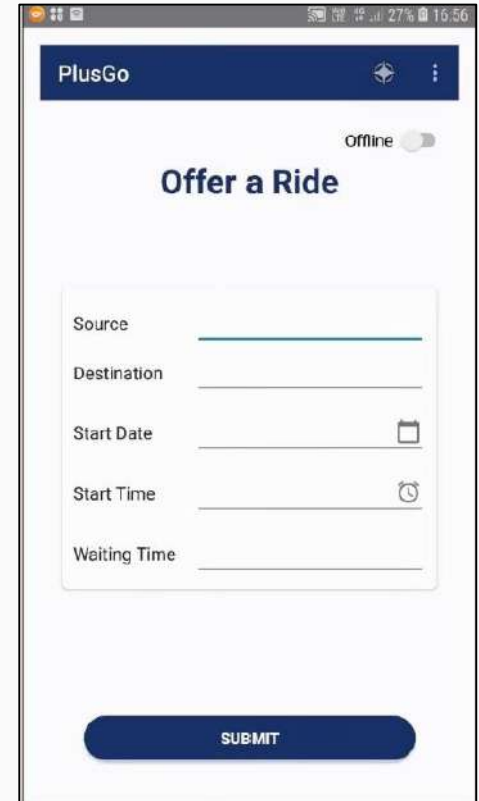 27% 16:56
PlusGo
Offline
Offer a Ride
Source
Destination
Start Date
Start Time
Waiting Time
SUBMIT